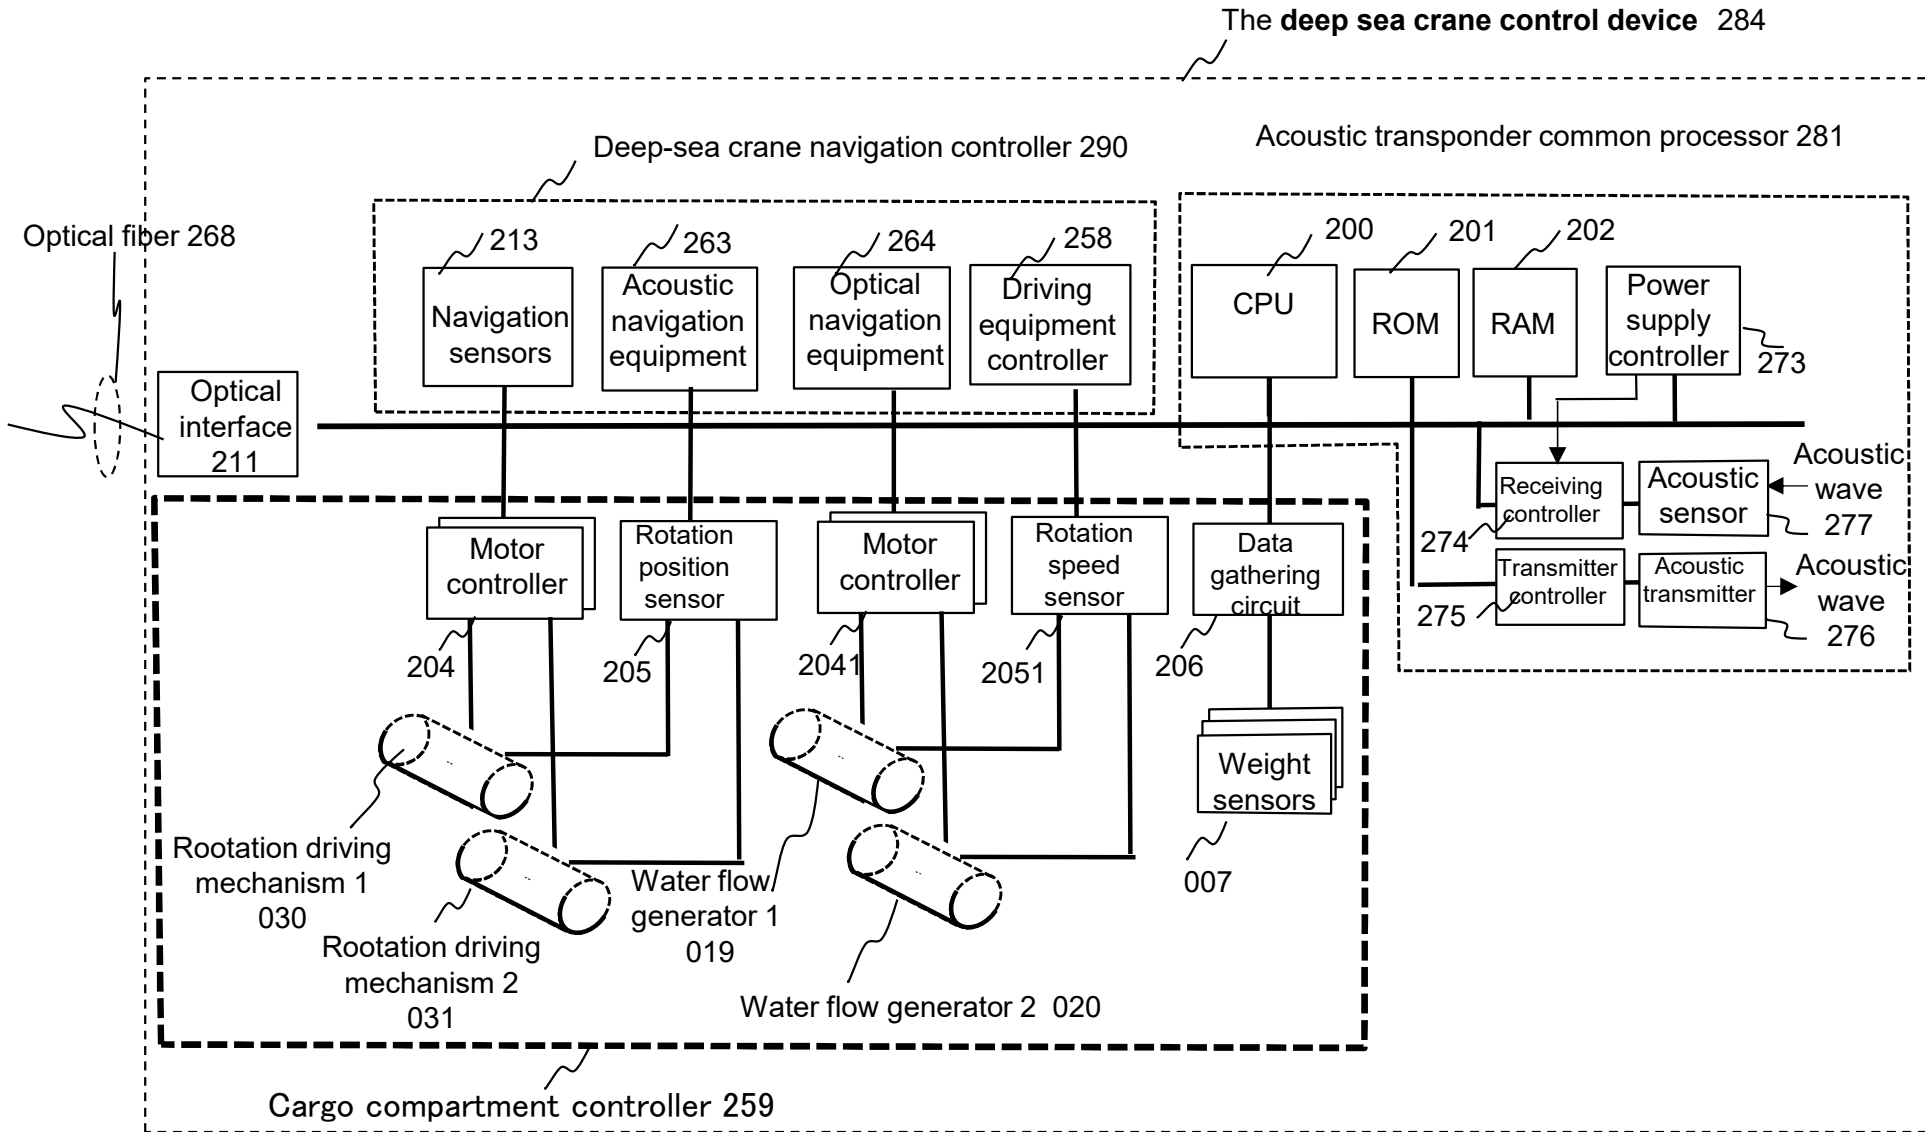 The deep sea crane control device 284
Deep-sea crane navigation controller 290
Acoustic transponder common processor 281
Optical fiber 268
213
263
264
258
200
201
202
Navigation
sensors
Acoustic
navigation
equipment
Optical
navigation
equipment
Driving
equipment
controller
CPU
ROM
RAM
Power
supply
controller
273
Optical
interface
211
Motor
controller
204
Rotation
position
sensor
205
Motor
controller
2041
Rotation
speed
sensor
2051
Data
gathering
circuit
206
Receiving
controller
274
Acoustic
sensor
Acoustic
wave
277
Transmitter
controller
275
Acoustic
transmitter
Acoustic
wave
276
Weight
sensors
007
Rootation driving
mechanism 1
030
Rootation driving
mechanism 2
031
Water flow
generator 1
019
Water flow generator 2 020
Cargo compartment controller 259